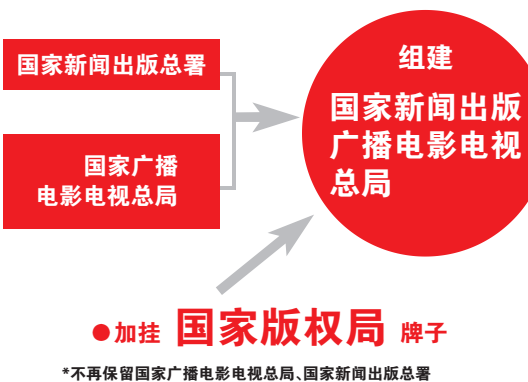 国家新闻出版总署
国家广播
电影电视总局
组建
国家新闻出版
广播电影电视
总局
●加挂 国家版权局 牌子
*不再保留国家广播电影电视总局、国家新闻出版总署